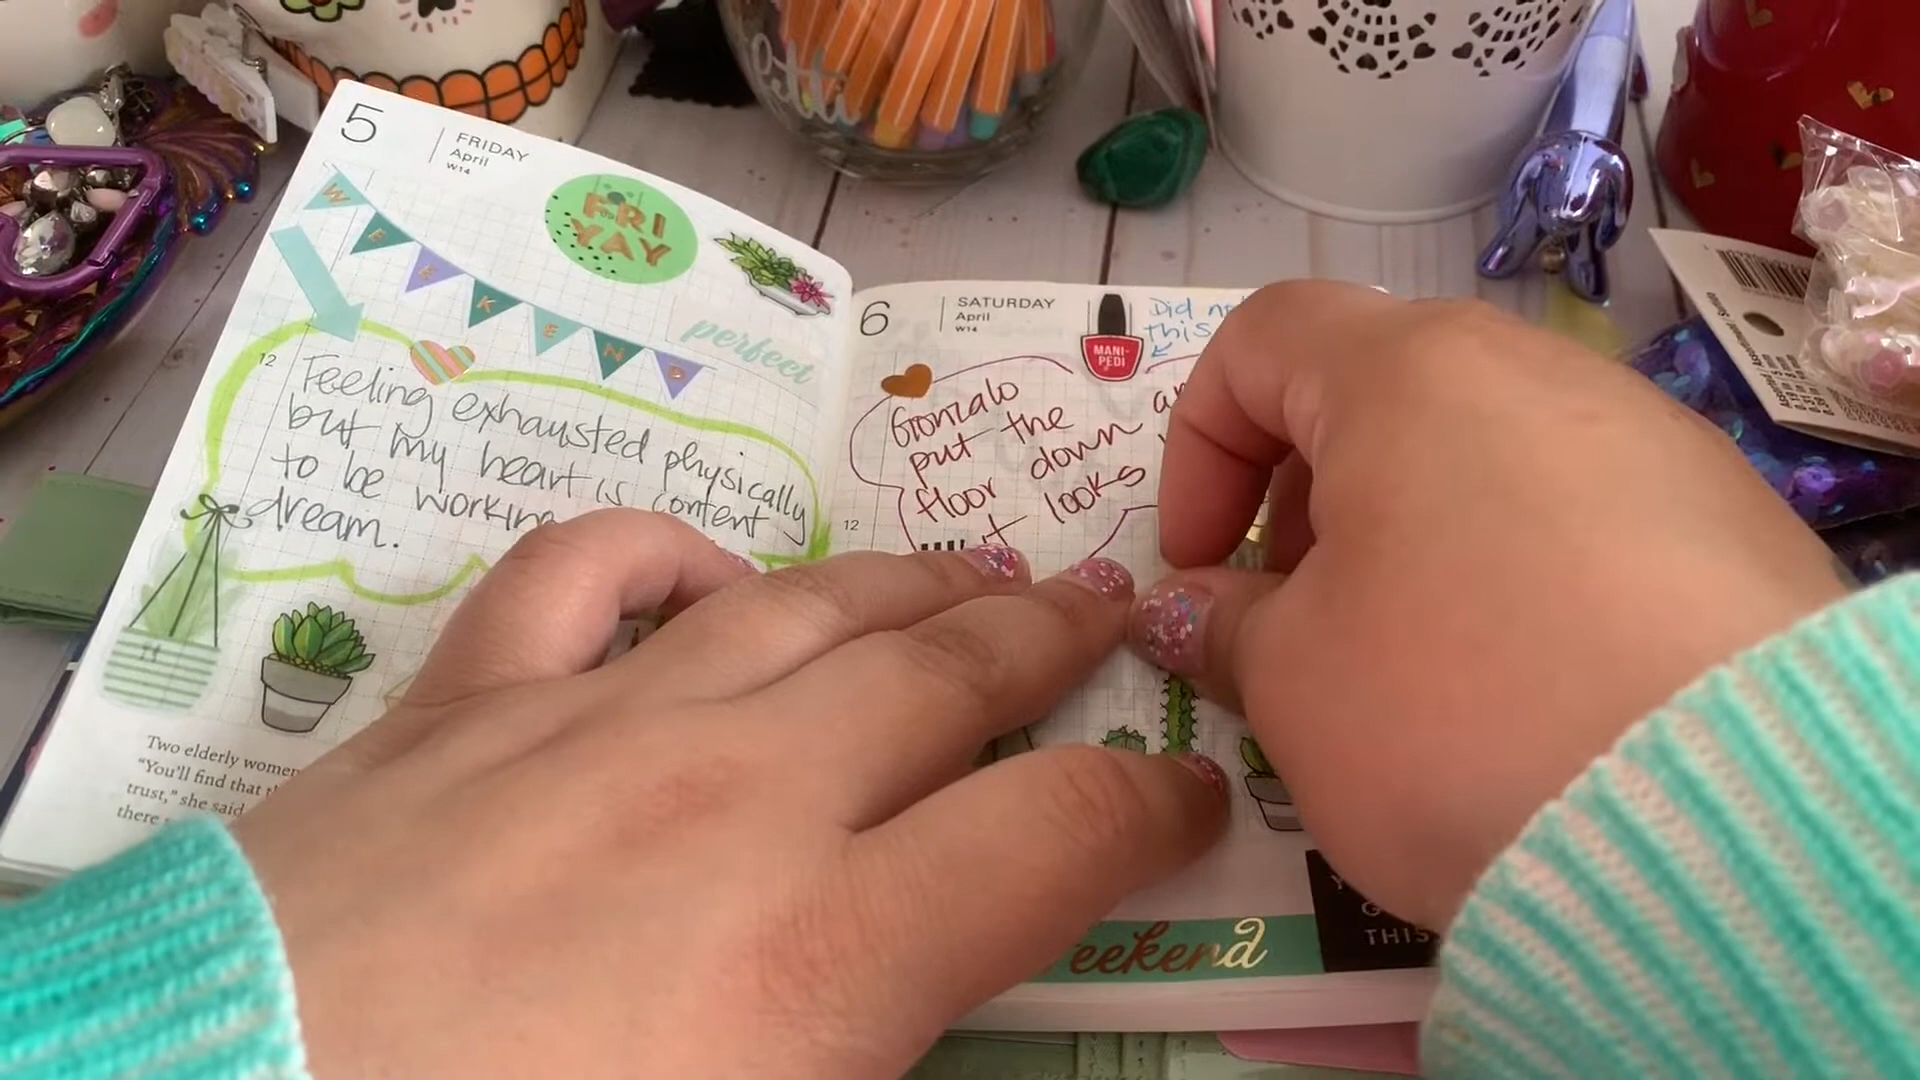 5
FRIDAY
April
W14
WEEKEND
FRI
YAY
perfect
12
Feeling exhausted physically
but my heart is content
to be working
dream.
Two elderly women
"You'll find that
trust," she said
there
6
SATURDAY
April
W14
MANI-
PEDI
Did
this
12
Gonzalo
put the
floor down
it looks
eekend
THIS